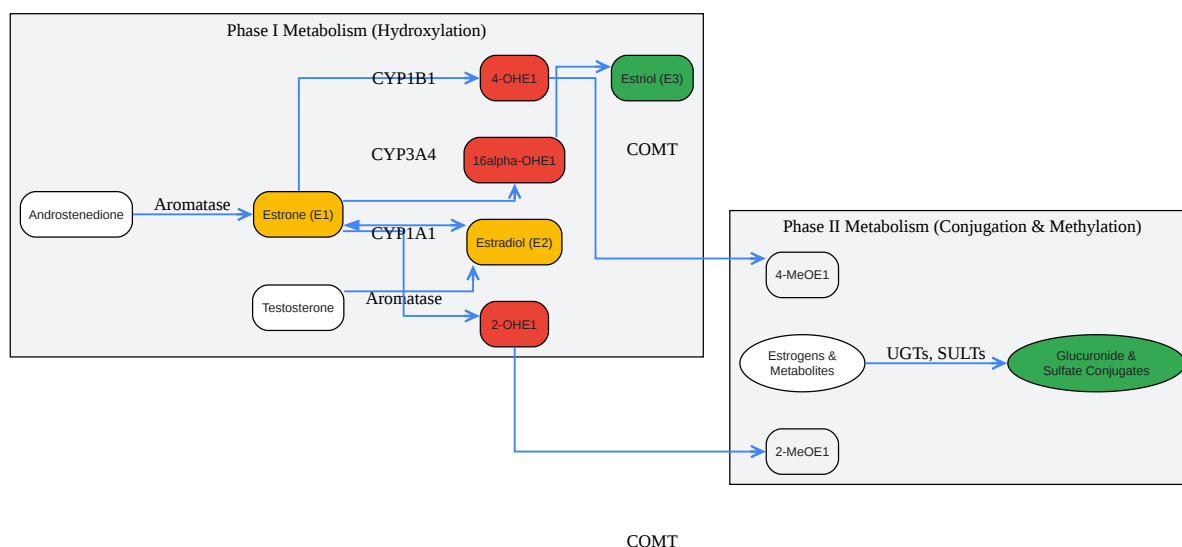 Phase I Metabolism (Hydroxylation)
CYP1B1
4-OHE1
Estriol (E3)
CYP3A4
16alpha-OHE1
COMT
Androstenedione
Aromatase
Estrone (E1)
CYP1A1
Estradiol (E2)
Testosterone
Aromatase
2-OHE1
Phase II Metabolism (Conjugation & Methylation)
4-MeOE1
Estrogens &
Metabolites
UGTs, SULTs
Glucuronide &
Sulfate Conjugates
2-MeOE1
COMT